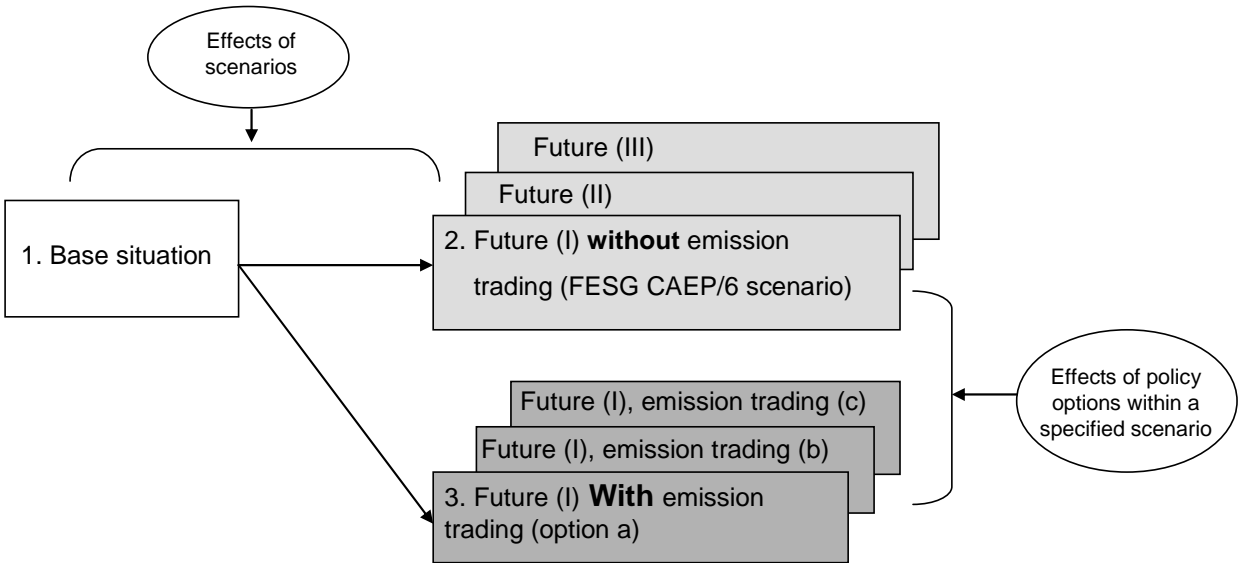 Effects of
scenarios
Future (III)
Future (II)
1. Base situation
2. Future (I) without emission
trading (FESG CAEP/6 scenario)
Effects of policy
options within a
specified scenario
Future (I), emission trading (c)
Future (I), emission trading (b)
3. Future (I) With emission
trading (option a)